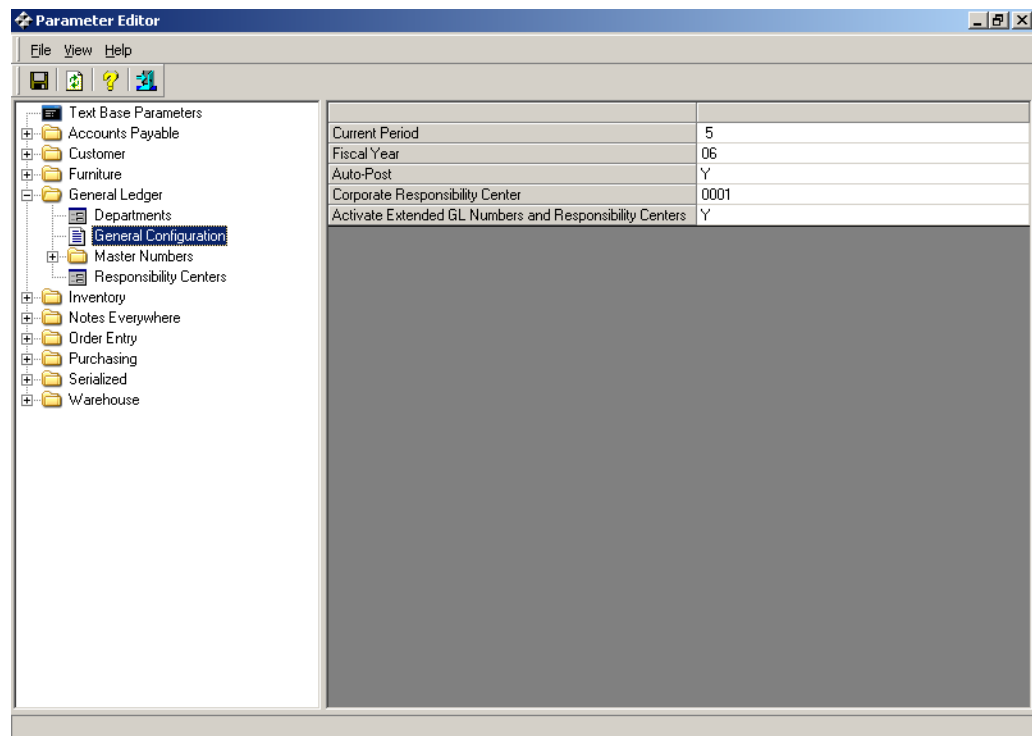 Parameter Editor
File View Help
Text Base Parameters
Accounts Payable
Customer
Furniture
General Ledger
Departments
General Configuration
Master Numbers
Responsibility Centers
Inventory
Notes Everywhere
Order Entry
Purchasing
Serialized
Warehouse
Current Period 5
Fiscal Year 06
Auto-Post Y
Corporate Responsibility Center 0001
Activate Extended GL Numbers and Responsibility Centers Y